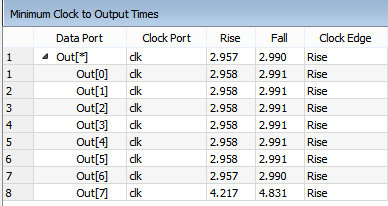 Minimum Clock to Output Times
Data Port Clock Port Rise Fall Clock Edge
1 Out[*] clk 2.957 2.990 Rise
1 Out[0] clk 2.958 2.991 Rise
2 Out[1] clk 2.958 2.991 Rise
3 Out[2] clk 2.958 2.991 Rise
4 Out[3] clk 2.958 2.991 Rise
5 Out[4] clk 2.958 2.991 Rise
6 Out[5] clk 2.958 2.991 Rise
7 Out[6] clk 2.957 2.990 Rise
8 Out[7] clk 4.217 4.831 Rise